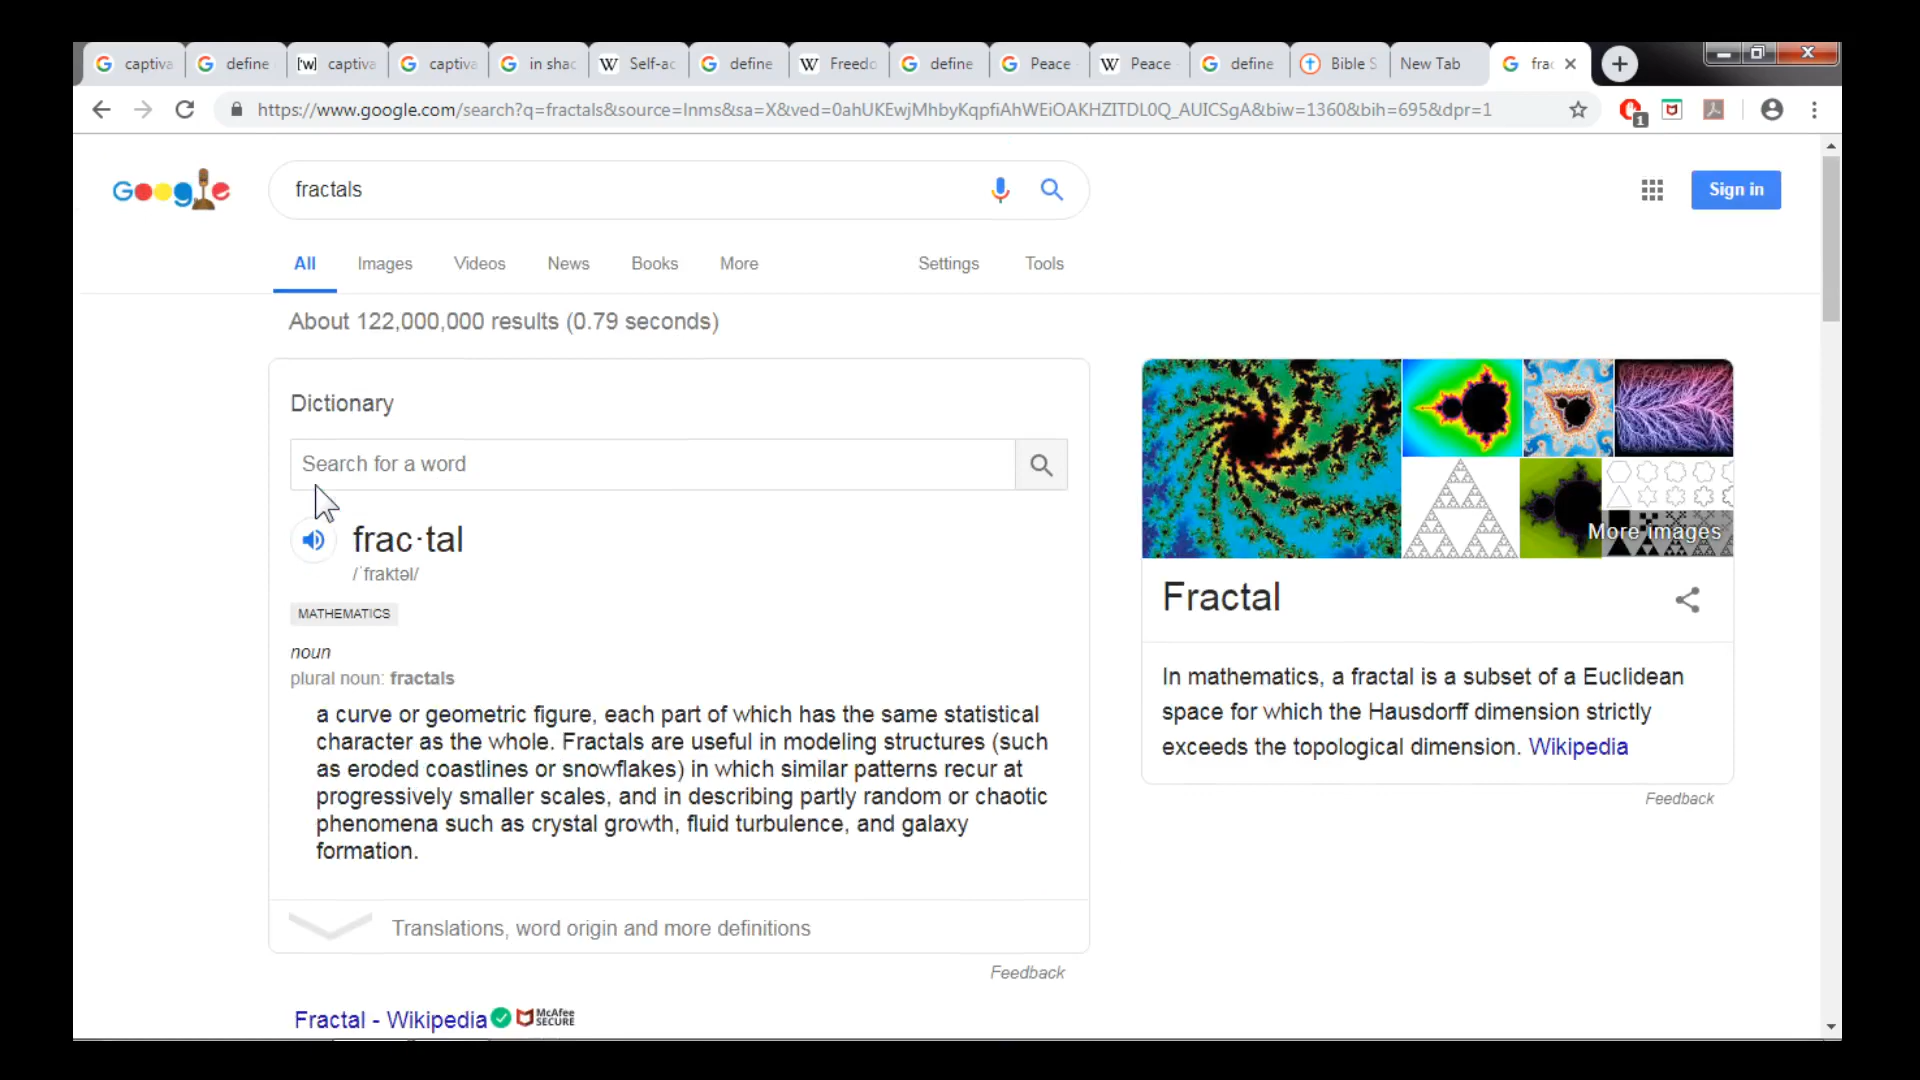 captiva
define
captiva
captiva
in shac
Self-ac
define
Freedo
define
Peace
Peace
define
Bible S
New Tab
frac
https://www.google.com/search?q=fractals&source=lnms&sa=X&ved=0ahUKEwjMhbyKqpfiAhWEiOAKHZITDL0Q_AUICSgA&biw=1360&bih=695&dpr=1
1
Google
fractals
Sign in
All Images Videos News Books More Settings Tools
About 122,000,000 results (0.79 seconds)
Dictionary
Search for a word
frac·tal
/ˈfraktəl/
MATHEMATICS
noun
plural noun: fractals
a curve or geometric figure, each part of which has the same statistical
character as the whole. Fractals are useful in modeling structures (such
as eroded coastlines or snowflakes) in which similar patterns recur at
progressively smaller scales, and in describing partly random or chaotic
phenomena such as crystal growth, fluid turbulence, and galaxy
formation.
Translations, word origin and more definitions
Feedback
Fractal - Wikipedia
McAfee
SECURE
More images
Fractal
In mathematics, a fractal is a subset of a Euclidean
space for which the Hausdorff dimension strictly
exceeds the topological dimension. Wikipedia
Feedback